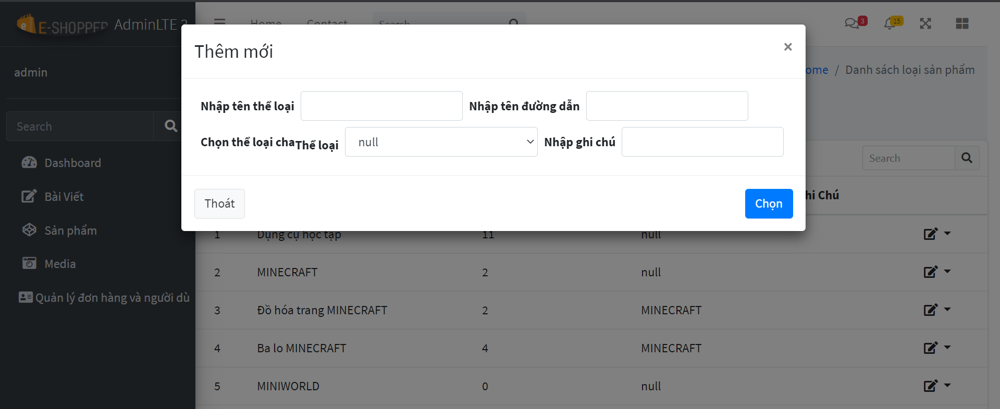 E-SHOPPER AdminLTE 3
Home Contact Search 3 15
admin
Search
Dashboard
Bài Viết
Sản phẩm
Media
Quản lý đơn hàng và người dù
Thêm mới ×
Nhập tên thể loại Nhập tên đường dẫn
Chọn thể loại cha Thể loại null Nhập ghi chú
Thoát Chọn
ome / Danh sách loại sản phẩm
Search
hi Chú
1 Dụng cụ học tập 11 null
2 MINECRAFT 2 null
3 Đồ hóa trang MINECRAFT 2 MINECRAFT
4 Ba lo MINECRAFT 4 MINECRAFT
5 MINIWORLD 0 null